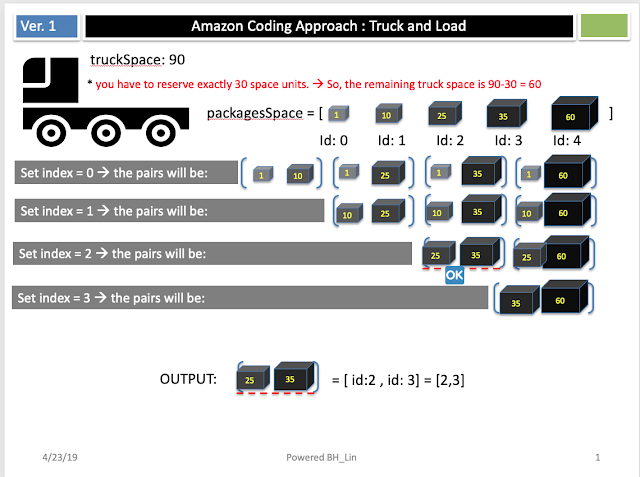 Ver. 1
Amazon Coding Approach : Truck and Load
truckSpace: 90
* you have to reserve exactly 30 space units. → So, the remaining truck space is 90-30 = 60
packagesSpace = [ 1 10 25 35 60 ]
Id: 0 Id: 1 Id: 2 Id: 3 Id: 4
Set index = 0 → the pairs will be: [ 1 10 ] [ 1 25 ] [ 1 35 ] [ 1 60 ]
Set index = 1 → the pairs will be: [ 10 25 ] [ 10 35 ] [ 10 60 ]
Set index = 2 → the pairs will be: [ 25 35 ] [ 25 60 ]
OK
Set index = 3 → the pairs will be: [ 35 60 ]
OUTPUT: [ 25 35 ] = [ id:2 , id: 3] = [2,3]
4/23/19 Powered BH_Lin 1